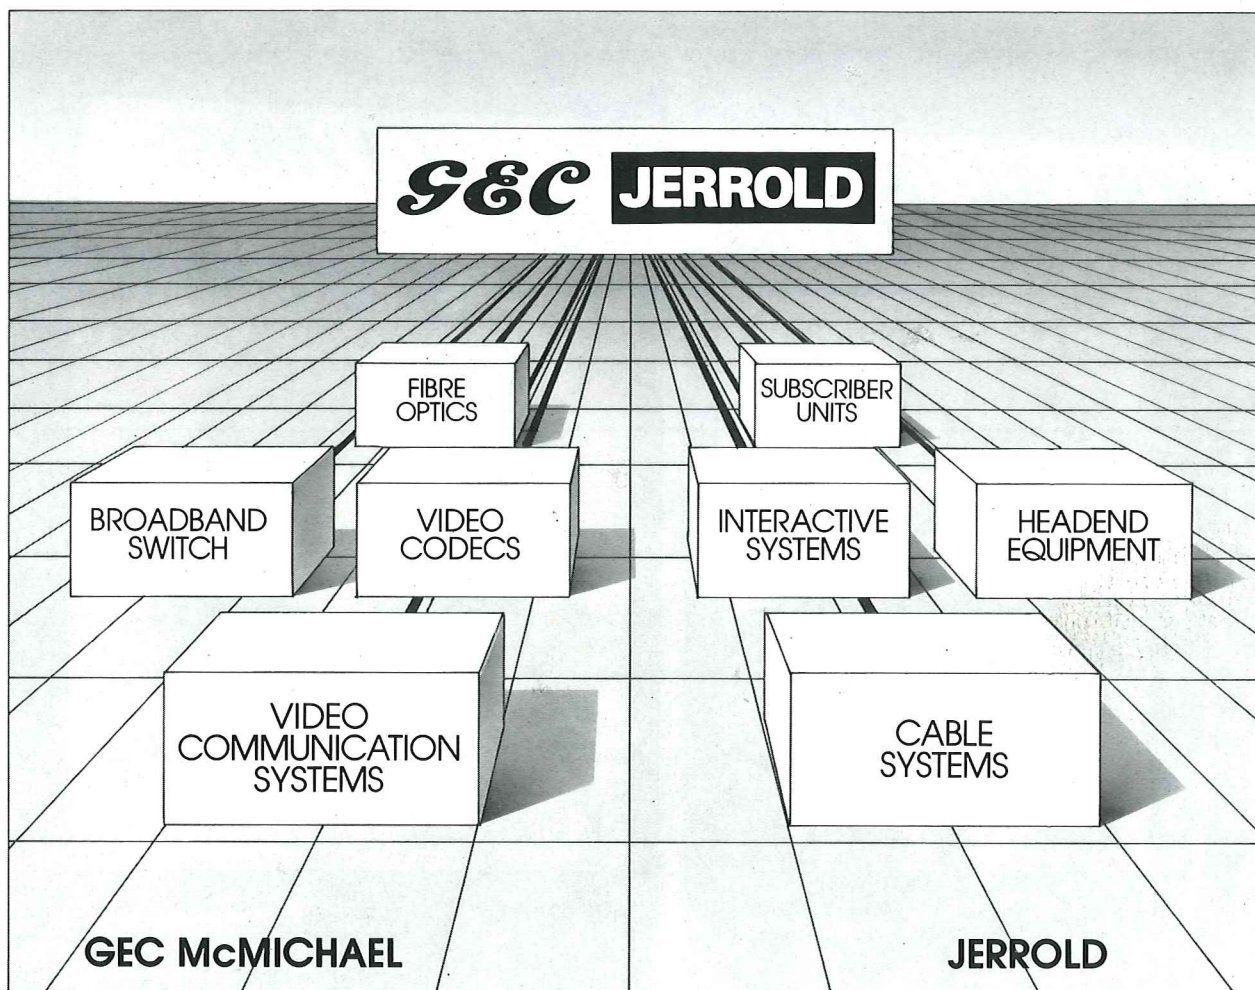 GEC JERROLD
FIBRE
OPTICS
SUBSCRIBER
UNITS
BROADBAND
SWITCH
VIDEO
CODECS
INTERACTIVE
SYSTEMS
HEADEND
EQUIPMENT
VIDEO
COMMUNICATION
SYSTEMS
CABLE
SYSTEMS
GEC McMICHAEL
JERROLD